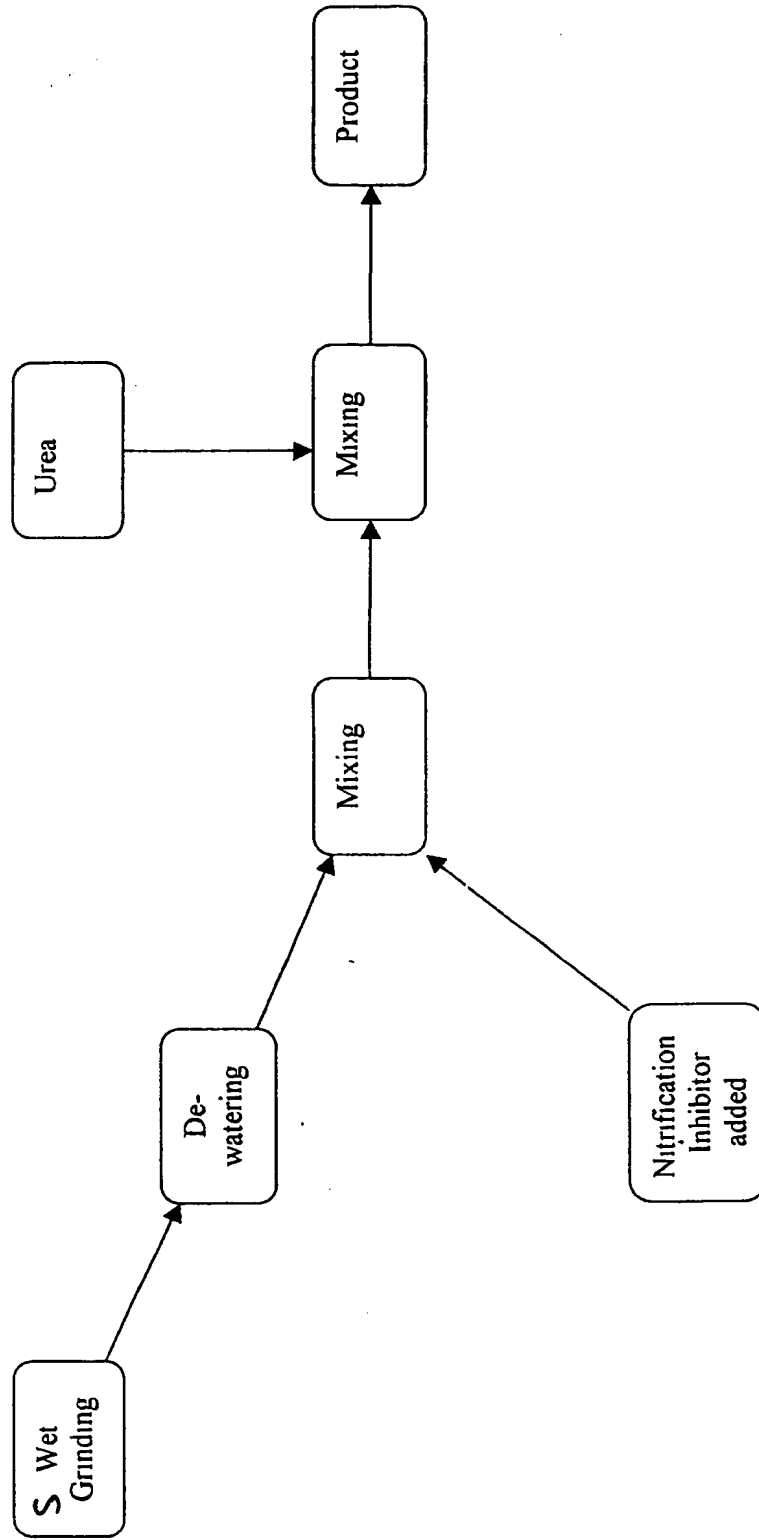 S Wet
Grinding
De-
watering
Nitrification
Inhibitor
added
Mixing
Urea
Mixing
Product